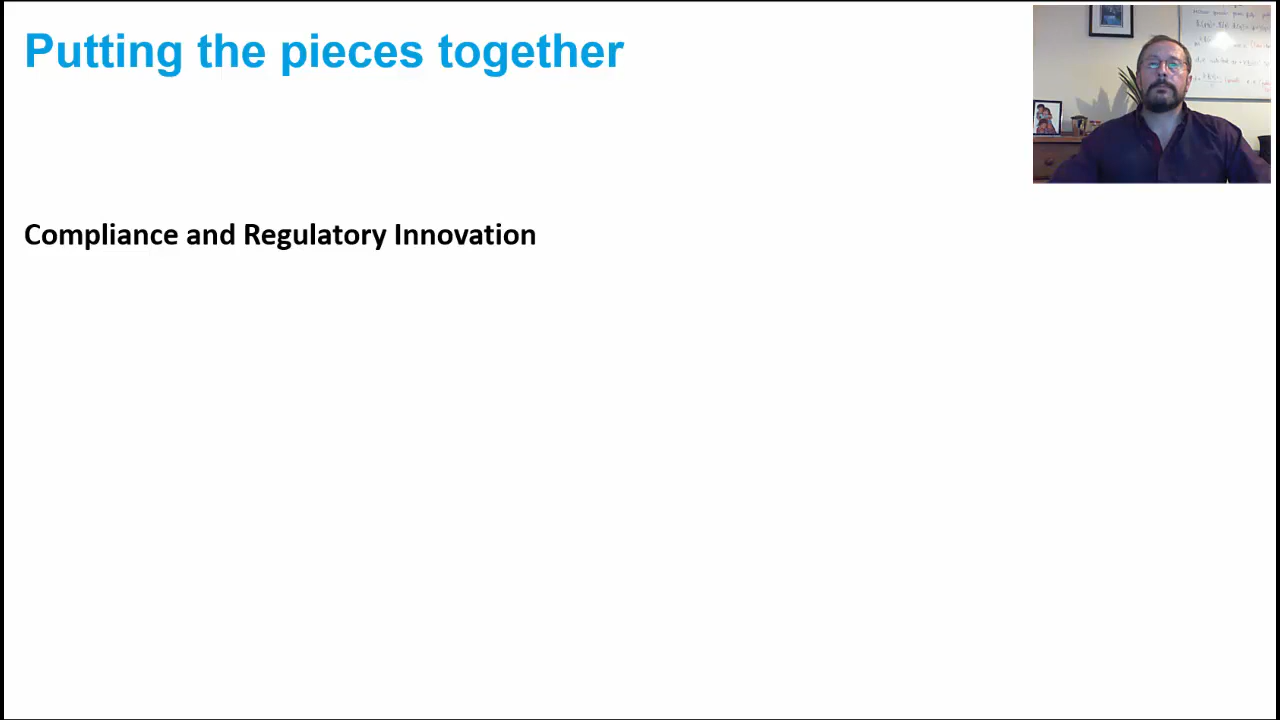 Putting the pieces together
Compliance and Regulatory Innovation